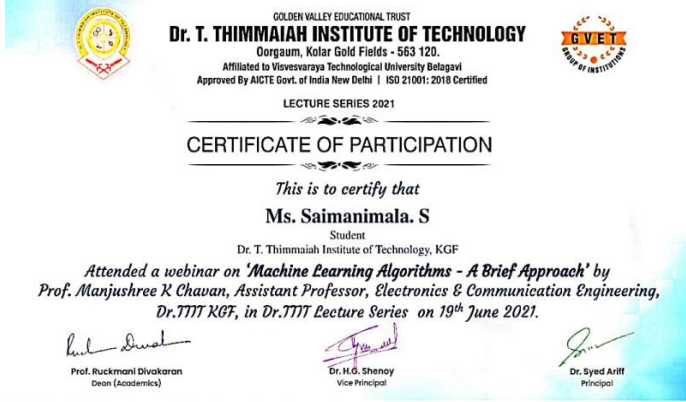 GOLDEN VALLEY EDUCATIONAL TRUST
Dr. T. THIMMAIAH INSTITUTE OF TECHNOLOGY
Oorgaum, Kolar Gold Fields - 563 120.
Affiliated to Visvesvaraya Technological University Belagavi
Approved By AICTE Govt. of India New Delhi | ISO 21001: 2018 Certified
GVET
GROUP OF INSTITUTIONS
LECTURE SERIES 2021
CERTIFICATE OF PARTICIPATION
This is to certify that
Ms. Saimanimala. S
Student
Dr. T. Thimmaiah Institute of Technology, KGF
Attended a webinar on 'Machine Learning Algorithms - A Brief Approach' by
Prof. Manjushree K Chavan, Assistant Professor, Electronics & Communication Engineering,
Dr.TTIT KGF, in Dr.TTIT Lecture Series on 19th June 2021.
Prof. Ruckmani Divakaran
Dean (Academics)
Dr. H.G. Shenoy
Vice Principal
Dr. Syed Ariff
Principal